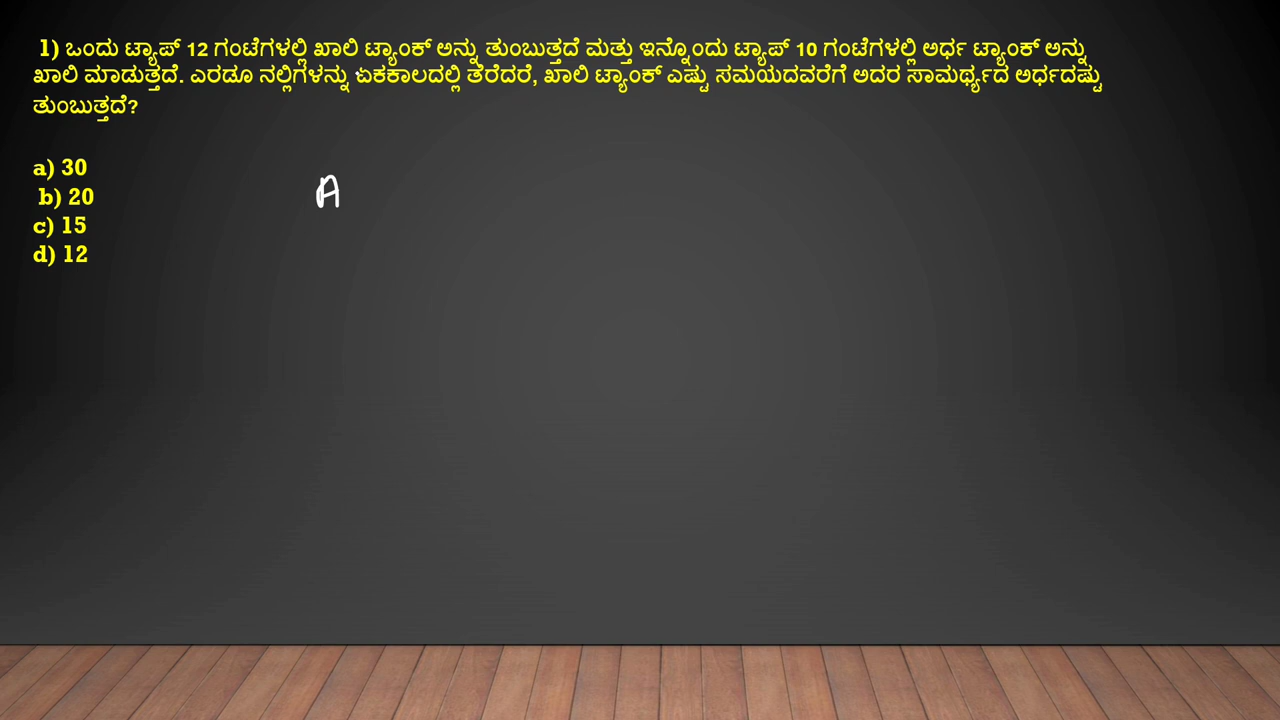 1) ಒಂದು ಟ್ಯಾಪ್ 12 ಗಂಟೆಗಳಲ್ಲಿ ಖಾಲಿ ಟ್ಯಾಂಕ್ ಅನ್ನು ತುಂಬುತ್ತದೆ ಮತ್ತು ಇನ್ನೊಂದು ಟ್ಯಾಪ್ 10 ಗಂಟೆಗಳಲ್ಲಿ ಅರ್ಧ ಟ್ಯಾಂಕ್ ಅನ್ನು
ಖಾಲಿ ಮಾಡುತ್ತದೆ. ಎರಡೂ ನಲ್ಲಿಗಳನ್ನು ಏಕಕಾಲದಲ್ಲಿ ತೆರೆದರೆ, ಖಾಲಿ ಟ್ಯಾಂಕ್ ಎಷ್ಟು ಸಮಯದವರೆಗೆ ಅದರ ಸಾಮರ್ಥ್ಯದ ಅರ್ಧದಷ್ಟು
ತುಂಬುತ್ತದೆ?
a) 30
b) 20
A
c) 15
d) 12